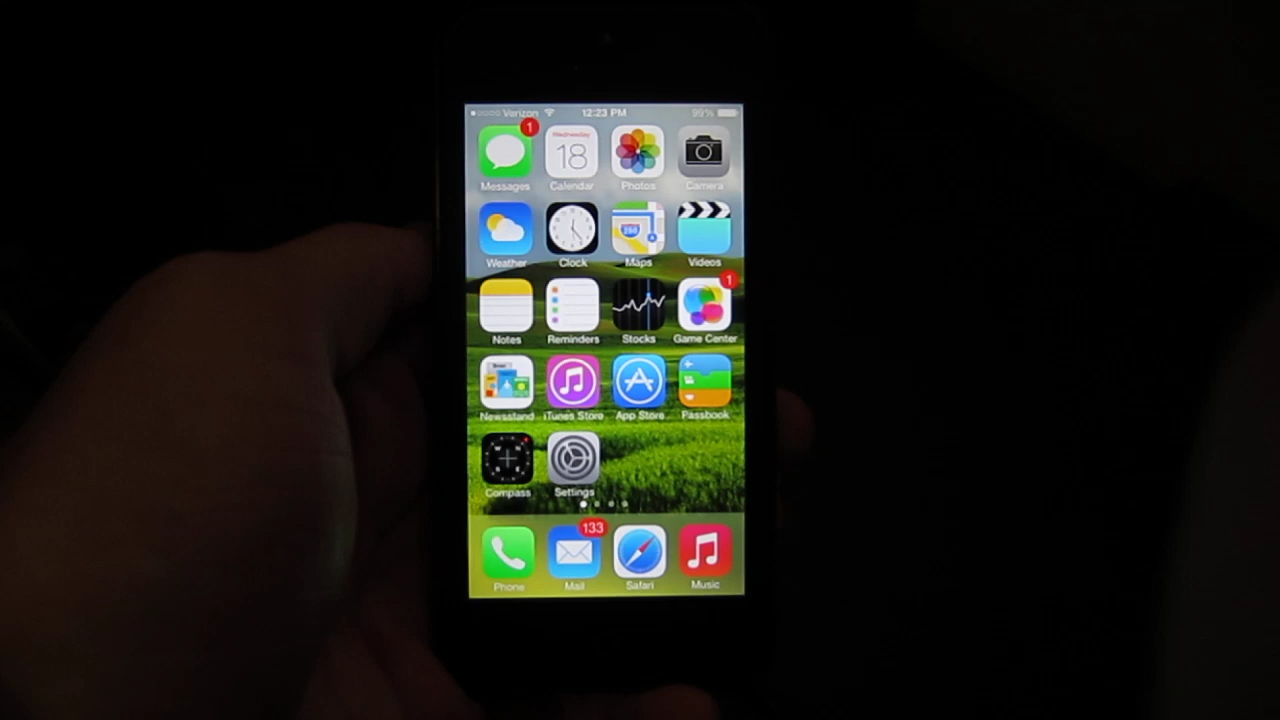 Verizon 12:23 PM 99%
1
Wednesday
18
Messages Calendar Photos Camera
280
Weather Clock Maps Videos
1
Notes Reminders Stocks Game Center
Newsstand iTunes Store App Store Passbook
Compass Settings
133
Phone Mail Safari Music